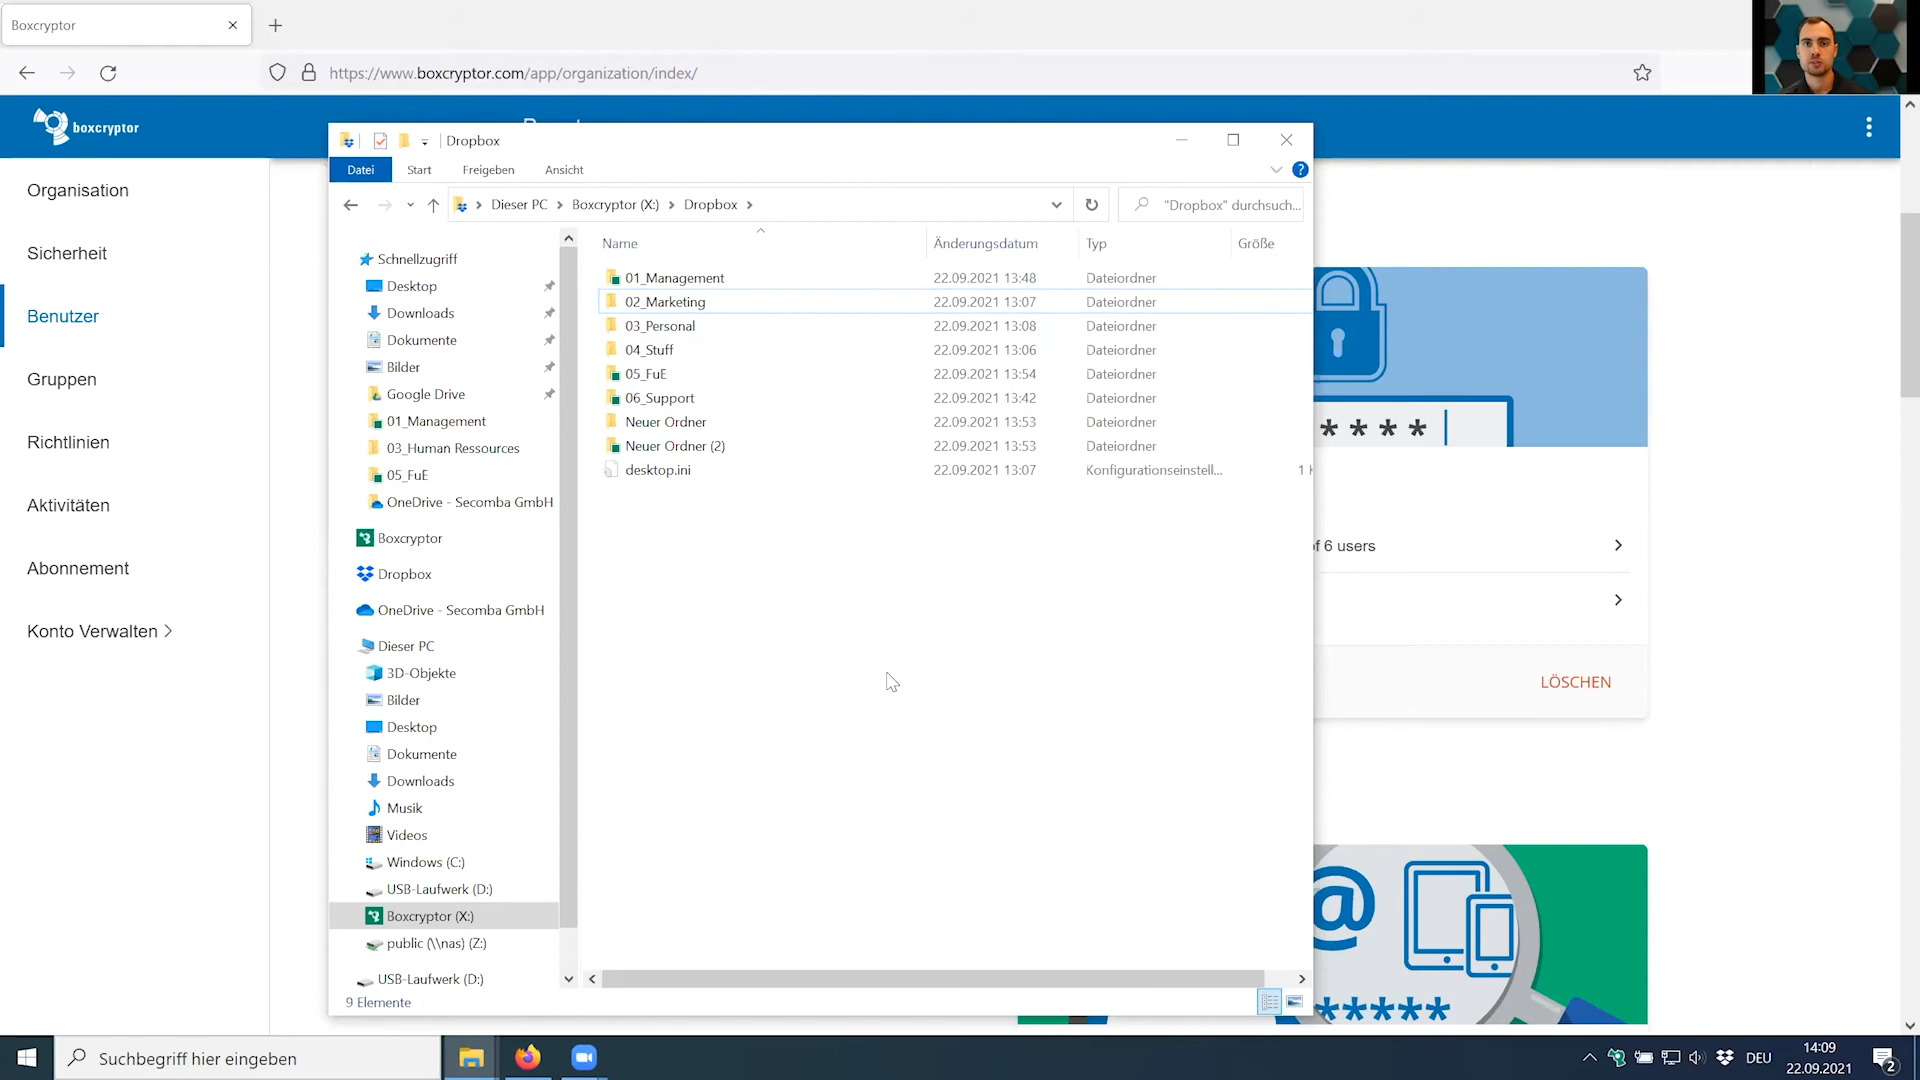 Boxcryptor
https://www.boxcryptor.com/app/organization/index/
boxcryptor
Dropbox
Datei Start Freigeben Ansicht
Dieser PC Boxcryptor (X:) Dropbox
"Dropbox" durchsuch...
Organisation
Sicherheit
Benutzer
Gruppen
Richtlinien
Aktivitäten
Abonnement
Konto Verwalten
Schnellzugriff
Desktop
Downloads
Dokumente
Bilder
Google Drive
01_Management
03_Human Ressources
05_FuE
OneDrive - Secomba GmbH
Boxcryptor
Dropbox
OneDrive - Secomba GmbH
Dieser PC
3D-Objekte
Bilder
Desktop
Dokumente
Downloads
Musik
Videos
Windows (C:)
USB-Laufwerk (D:)
Boxcryptor (X:)
public (\\nas) (Z:)
USB-Laufwerk (D:)
9 Elemente
Name Änderungsdatum Typ Größe
01_Management 22.09.2021 13:48 Dateiordner
02_Marketing 22.09.2021 13:07 Dateiordner
03_Personal 22.09.2021 13:08 Dateiordner
04_Stuff 22.09.2021 13:06 Dateiordner
05_FuE 22.09.2021 13:54 Dateiordner
06_Support 22.09.2021 13:42 Dateiordner
Neuer Ordner 22.09.2021 13:53 Dateiordner
Neuer Ordner (2) 22.09.2021 13:53 Dateiordner
desktop.ini 22.09.2021 13:07 Konfigurationseinstell... 1
****
of 6 users
LÖSCHEN
@
*****
Suchbegriff hier eingeben
DEU
14:09
22.09.2021
2